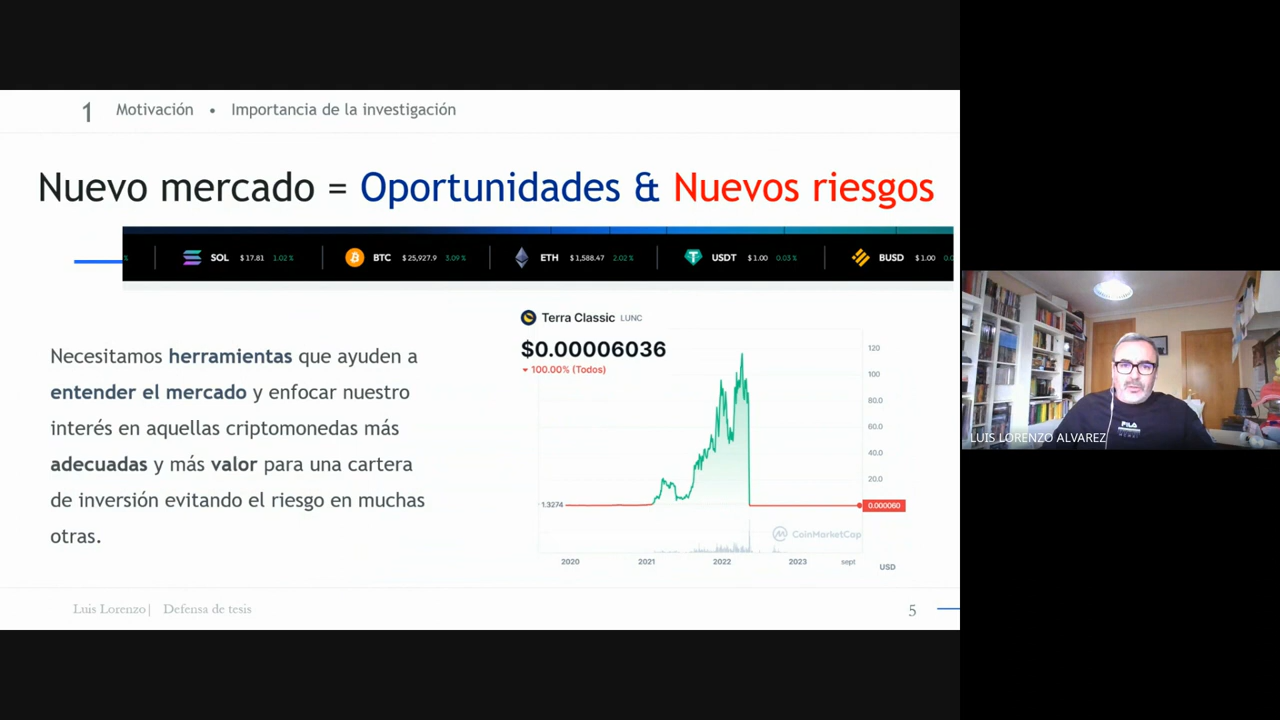 1 Motivación • Importancia de la investigación
Nuevo mercado = Oportunidades & Nuevos riesgos
% SOL $17.81 1.02% BTC $25,927.9 3.09% ETH $1,588.47 2.02% USDT $1.00 0.03% BUSD $1.00
Terra Classic LUNC
$0.00006036
100.00% (Todos)
Necesitamos herramientas que ayuden a
entender el mercado y enfocar nuestro
interés en aquellas criptomonedas más
adecuadas y más valor para una cartera
de inversión evitando el riesgo en muchas
otras.
120
100
80.0
60.0
40.0
20.0
1.3274
0.000060
CoinMarketCap
2020 2021 2022 2023 sept USD
LUIS LORENZO ALVAREZ
FILA
Luis Lorenzo| Defensa de tesis 5